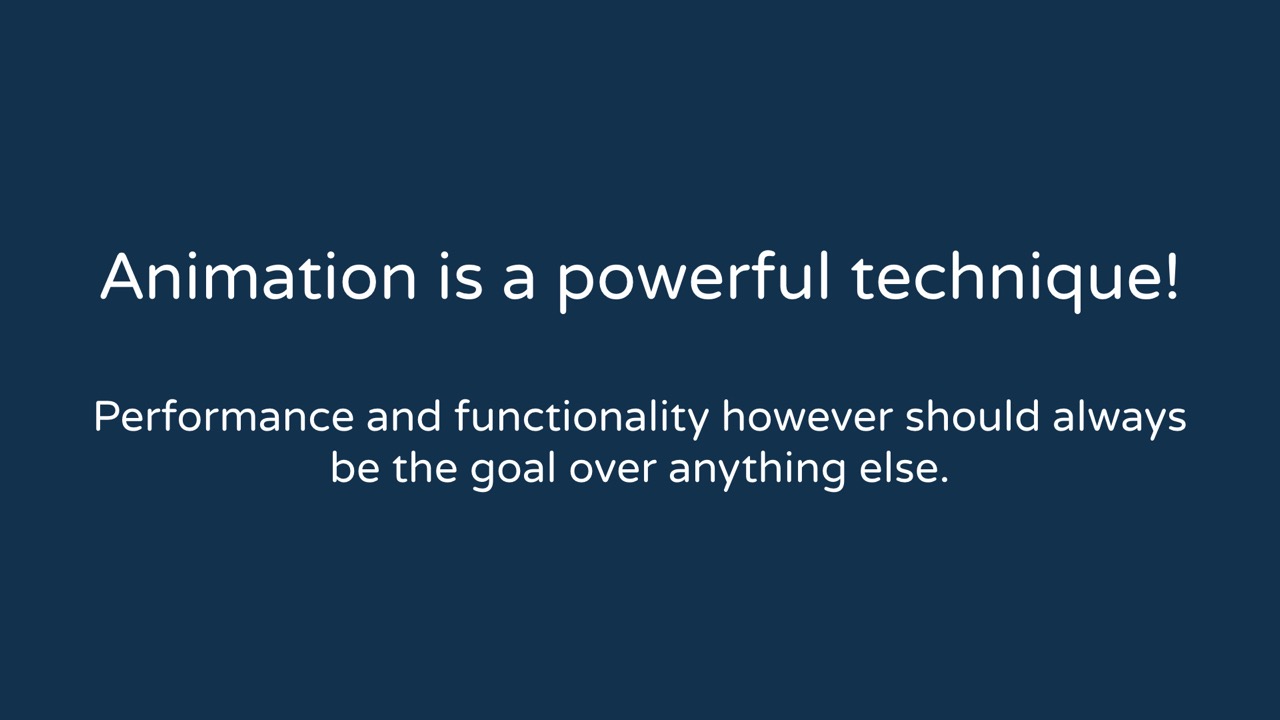 Animation is a powerful technique!
Performance and functionality however should always
be the goal over anything else.